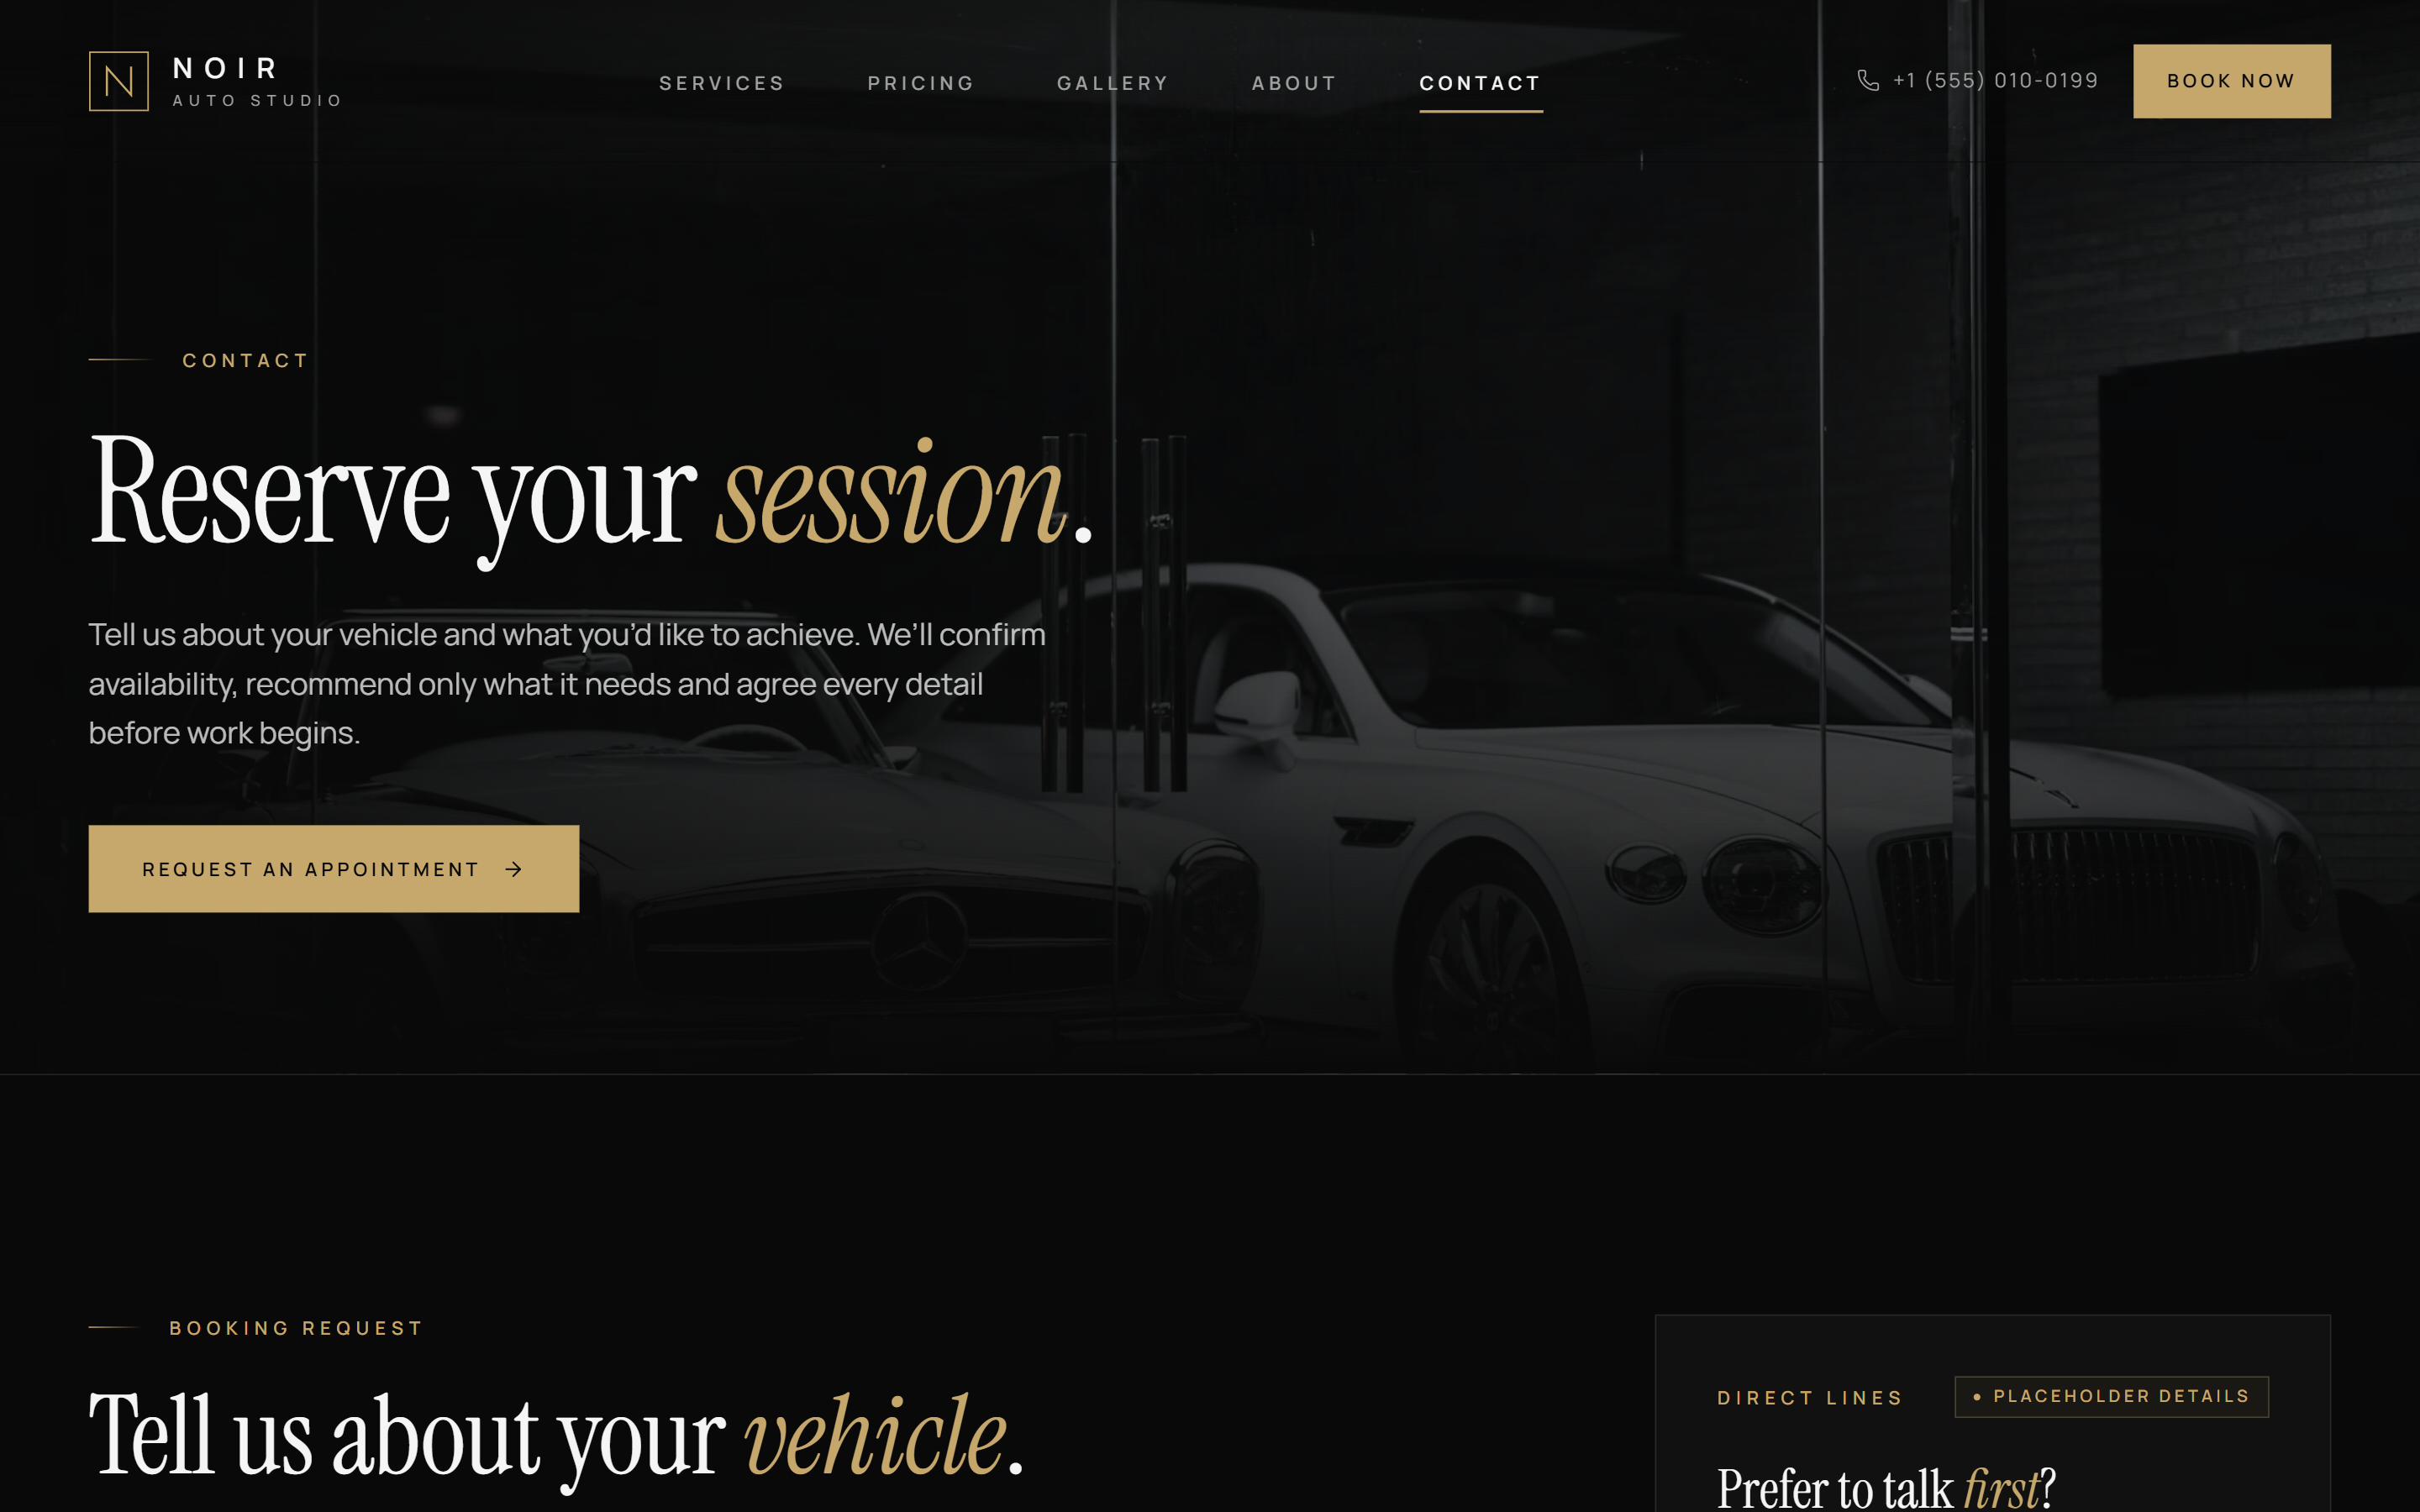 N
NOIR
AUTO STUDIO
SERVICES
PRICING
GALLERY
ABOUT
CONTACT
+1 (555) 010-0199
BOOK NOW
CONTACT
Reserve your session.
Tell us about your vehicle and what you’d like to achieve. We’ll confirm
availability, recommend only what it needs and agree every detail
before work begins.
REQUEST AN APPOINTMENT →
BOOKING REQUEST
Tell us about your vehicle.
DIRECT LINES
• PLACEHOLDER DETAILS
Prefer to talk first?